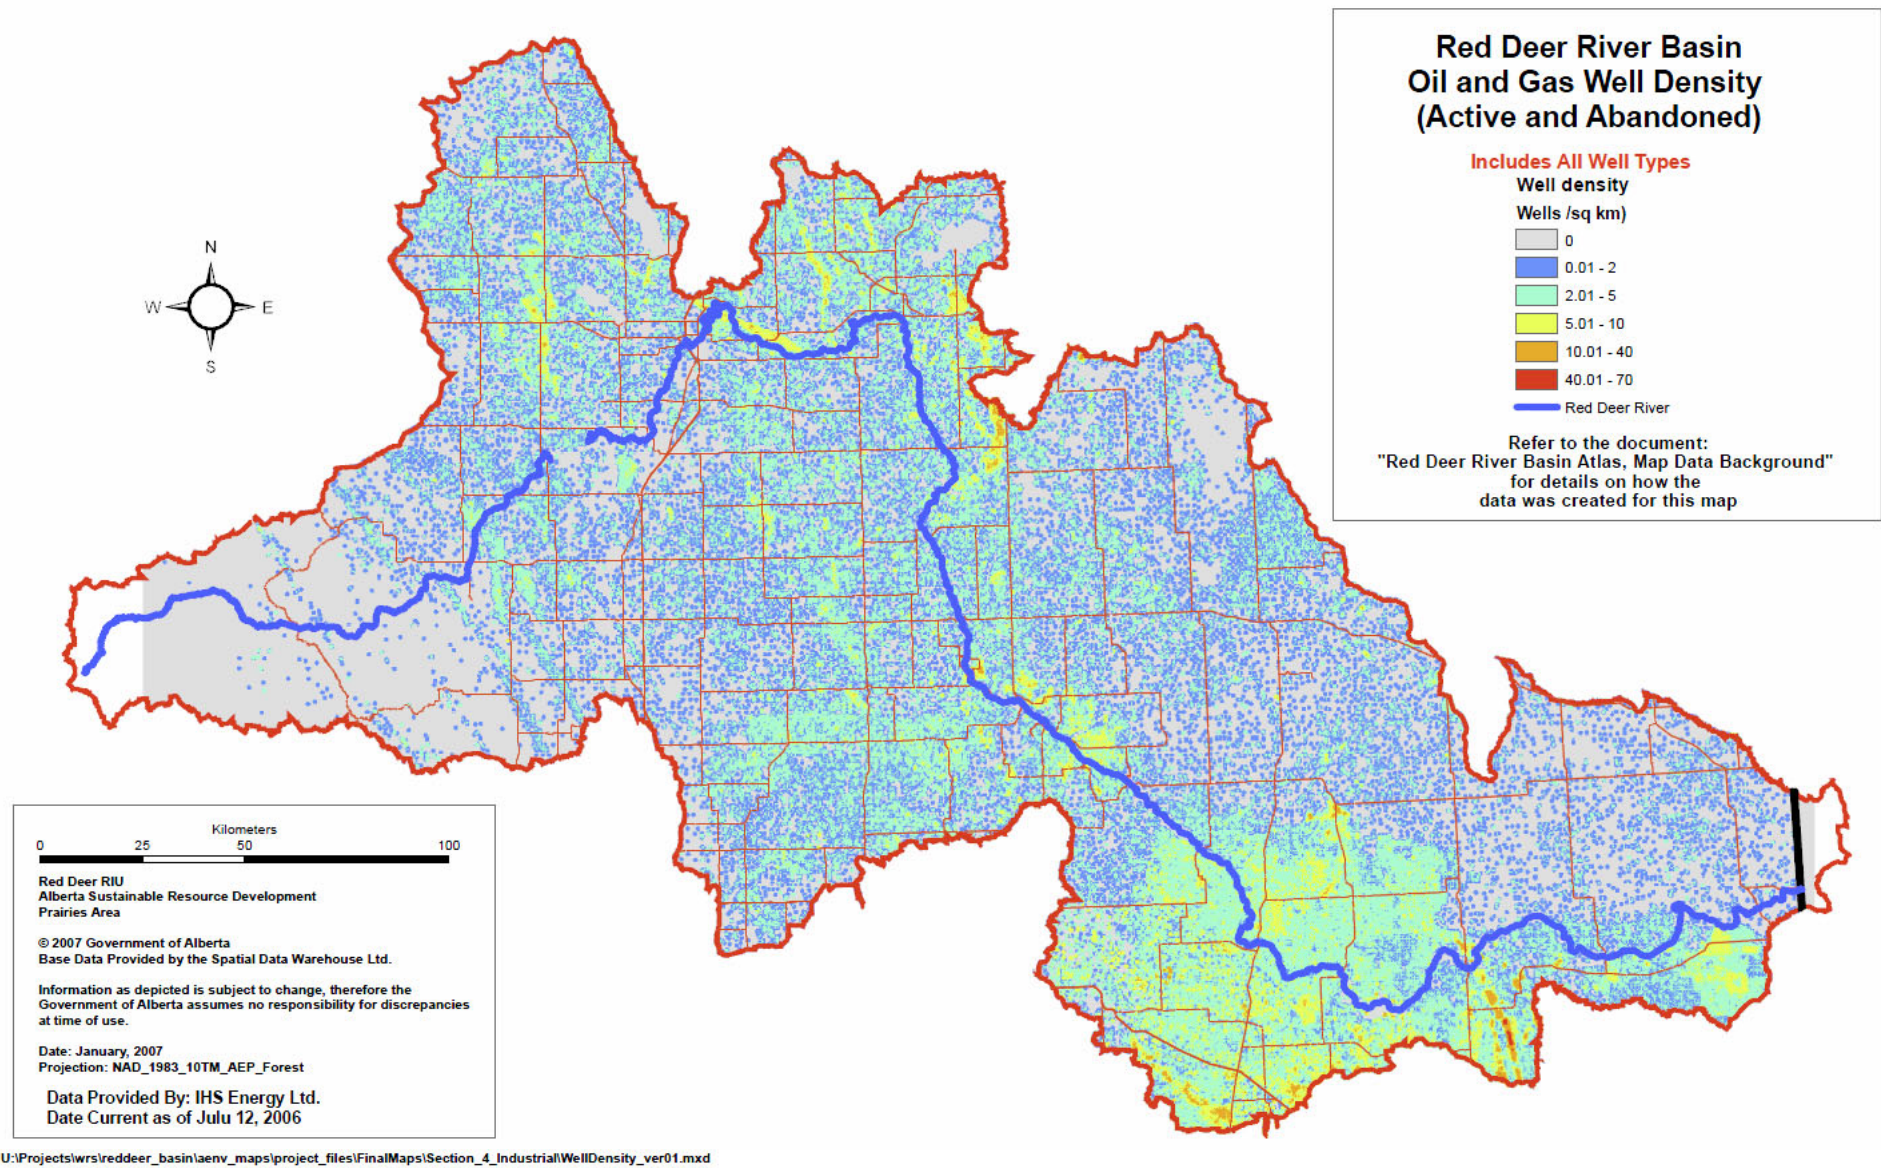 Red Deer River Basin
Oil and Gas Well Density
(Active and Abandoned)
Includes All Well Types
Well density
Wells /sq km)
0
0.01 - 2
2.01 - 5
5.01 - 10
10.01 - 40
40.01 - 70
Red Deer River
Refer to the document:
"Red Deer River Basin Atlas, Map Data Background"
for details on how the
data was created for this map
N
W
E
S
Kilometers
0 25 50 100
Red Deer RIU
Alberta Sustainable Resource Development
Prairies Area
© 2007 Government of Alberta
Base Data Provided by the Spatial Data Warehouse Ltd.
Information as depicted is subject to change, therefore the
Government of Alberta assumes no responsibility for discrepancies
at time of use.
Date: January, 2007
Projection: NAD_1983_10TM_AEP_Forest
Data Provided By: IHS Energy Ltd.
Date Current as of Julu 12, 2006
U:\Projects\wrs\reddeer_basin\aenv_maps\project_files\FinalMaps\Section_4_Industrial\WellDensity_ver01.mxd